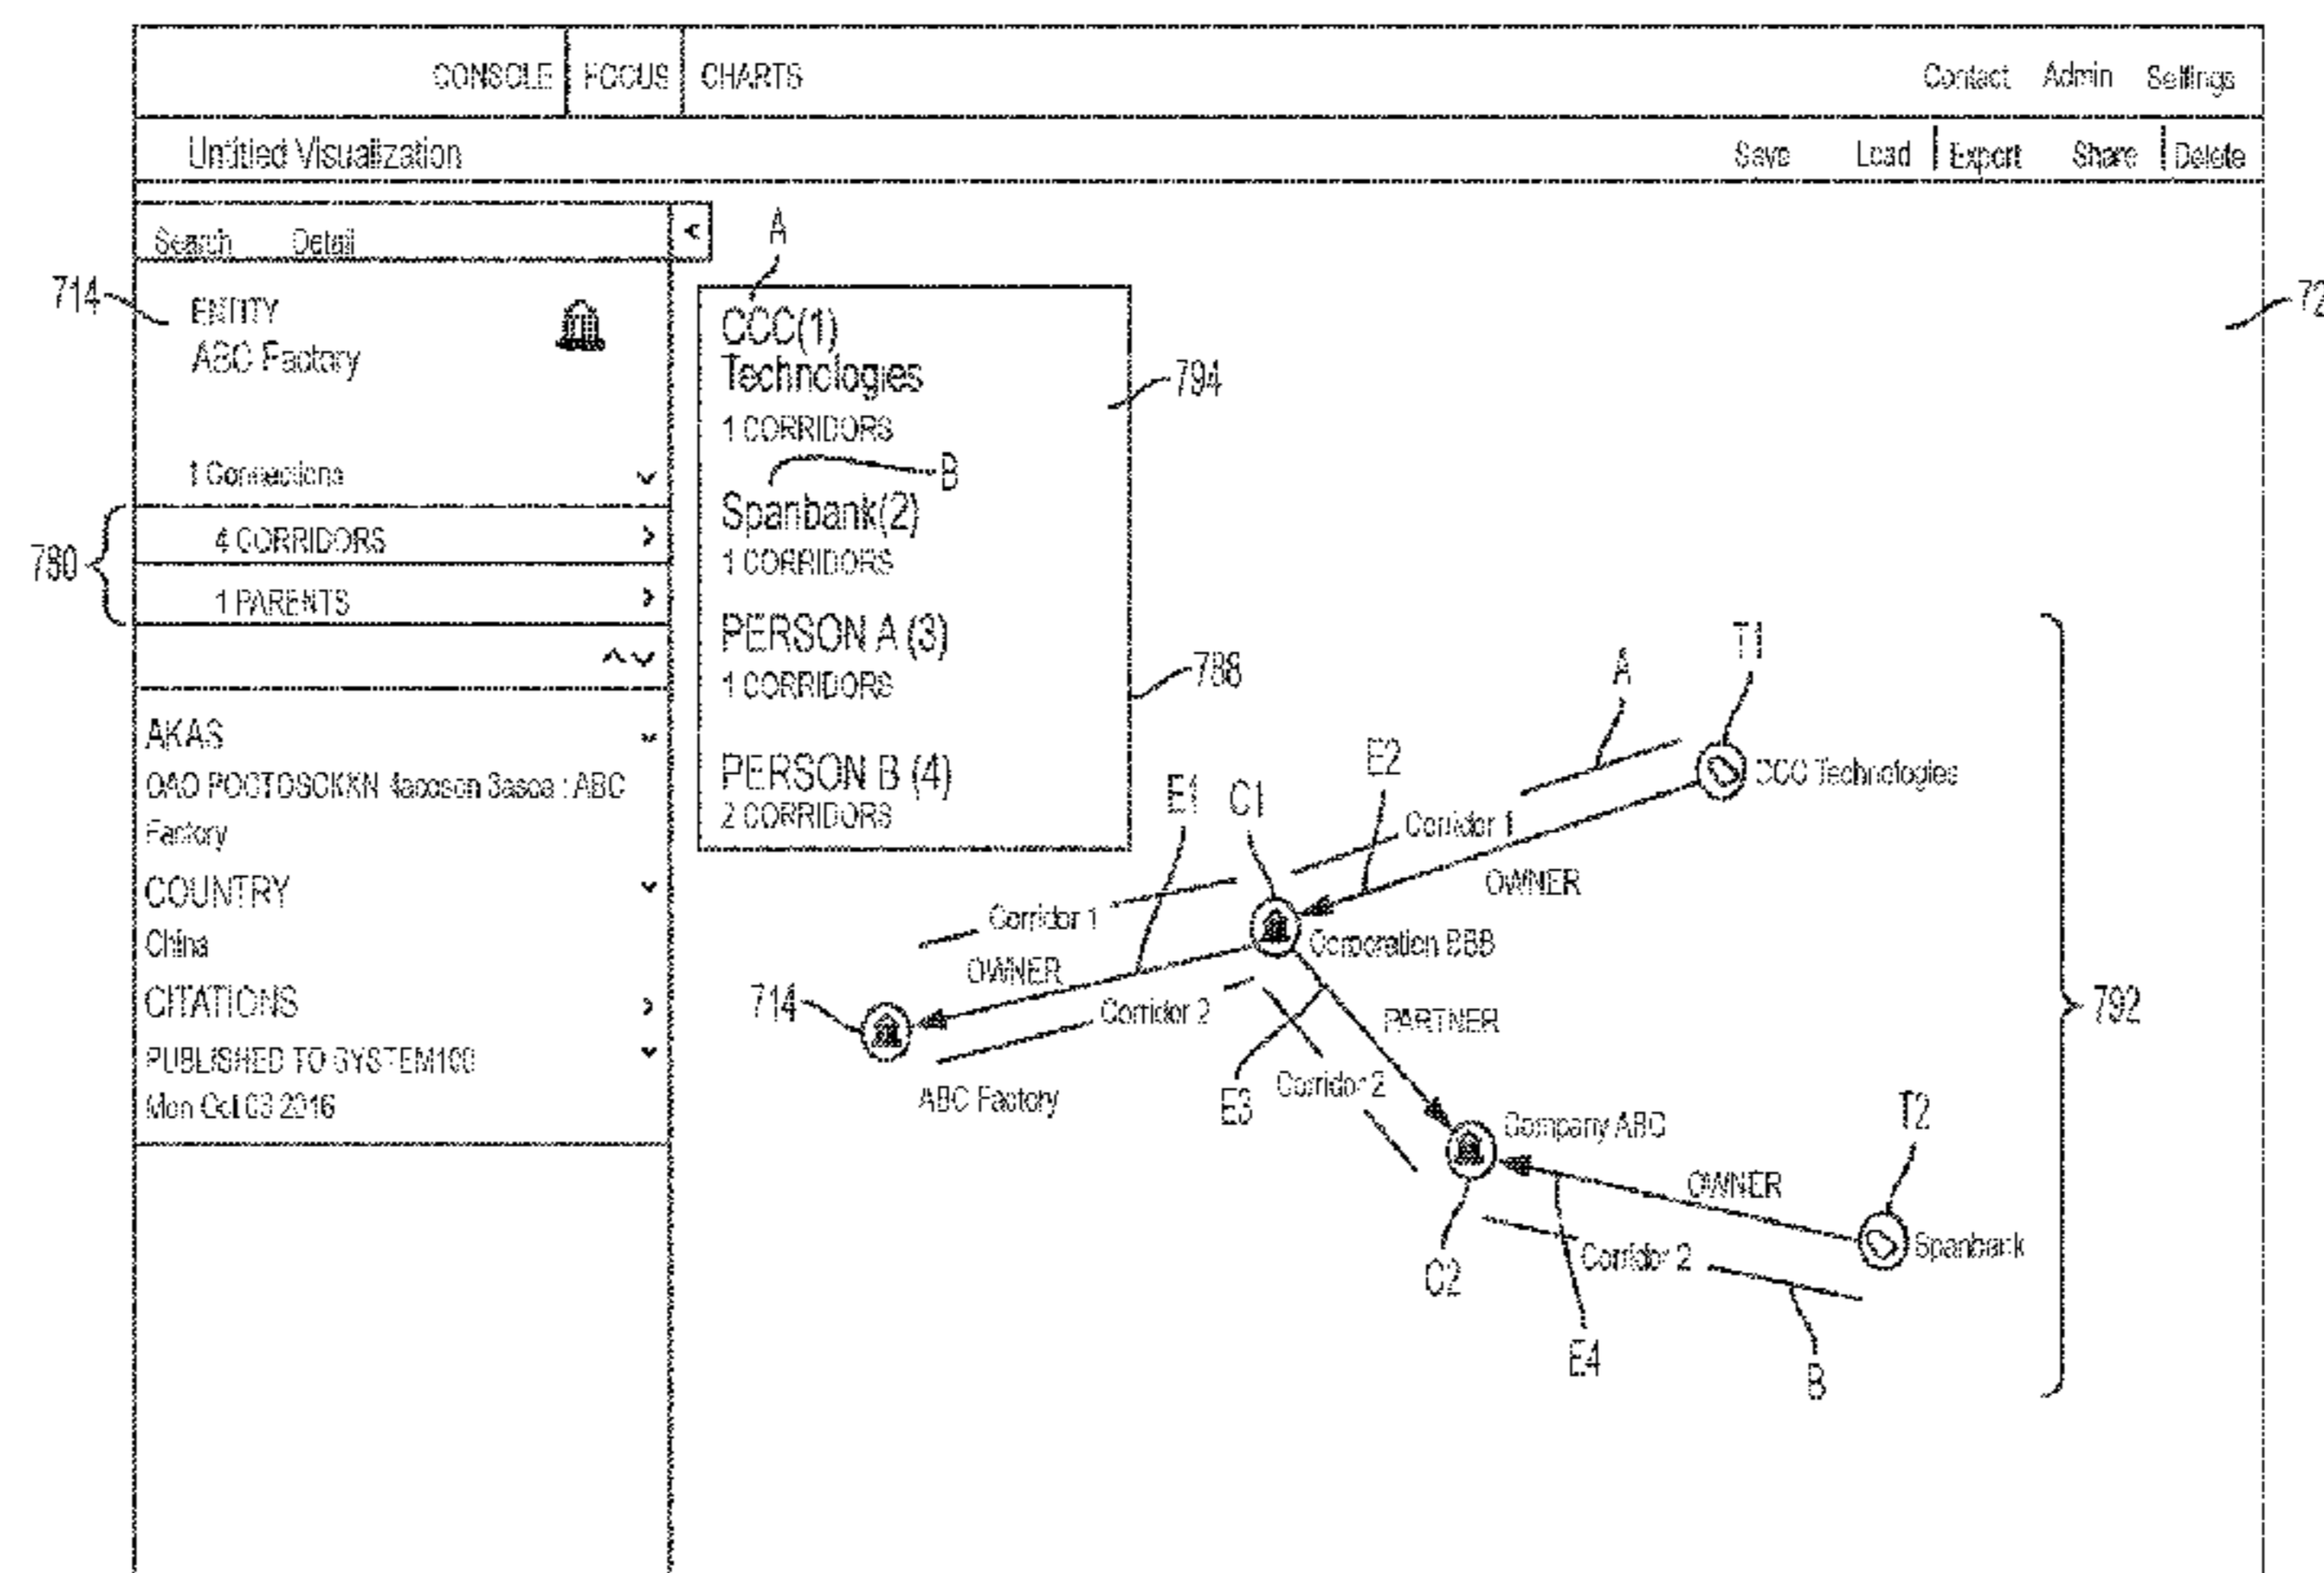 CONSOLE FOCUS CHARTS Contact Admin Settings
Untitled Visualization Save Load Export Share Delete
Search Detail <
714 ENTITY
ABC Factory
1 Connections
780 4 CORRIDORS >
1 PARENTS >
AKAS
ABC
Factory
COUNTRY
China
CITATIONS >
PUBLISHED TO SYSTEM100
Mon Oct 03 2016
A
CCC(1)
Technologies
1 CORRIDORS
794
B
Spanbank(2)
1 CORRIDORS
PERSON A (3)
1 CORRIDORS
788
PERSON B (4)
2 CORRIDORS
72
T1
A
E2
CCC Technologies
E1 C1
Corridor 1
OWNER
Corridor 1
Corporation BBB
OWNER
714
Corridor 2
PARTNER
792
ABC Factory
E3
Corridor 2
Company ABC
T2
OWNER
C2
Corridor 2
Spanbank
E4
B